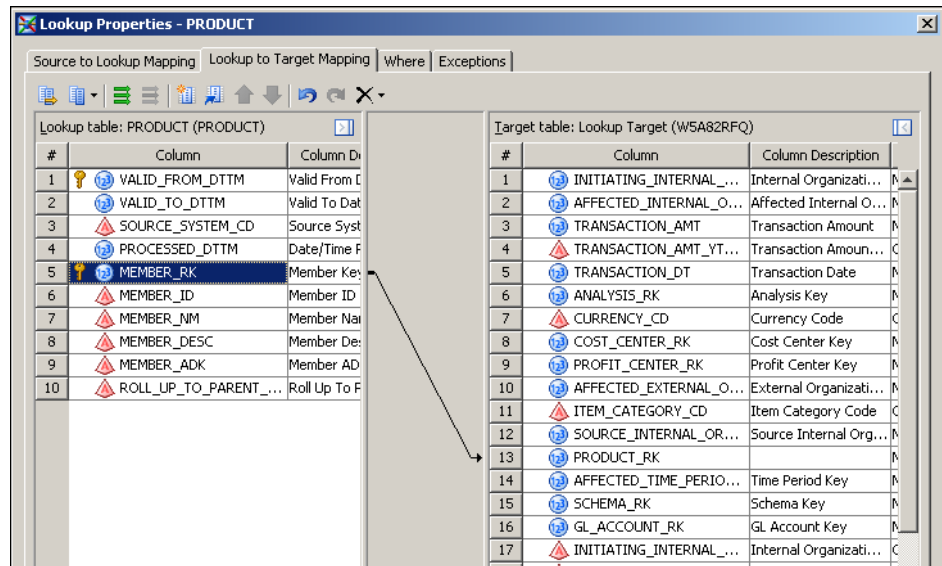 Lookup Properties - PRODUCT
Source to Lookup Mapping Lookup to Target Mapping Where Exceptions
Lookup table: PRODUCT (PRODUCT)
# Column Column De
1 VALID_FROM_DTTM Valid From D
2 VALID_TO_DTTM Valid To Dat
3 SOURCE_SYSTEM_CD Source Syst
4 PROCESSED_DTTM Date/Time P
5 MEMBER_RK Member Key
6 MEMBER_ID Member ID
7 MEMBER_NM Member Nam
8 MEMBER_DESC Member Des
9 MEMBER_ADK Member AD
10 ROLL_UP_TO_PARENT_... Roll Up To P
Target table: Lookup Target (W5A82RFQ)
# Column Column Description
1 INITIATING_INTERNAL_... Internal Organizati... N
2 AFFECTED_INTERNAL_O... Affected Internal O... N
3 TRANSACTION_AMT Transaction Amount N
4 TRANSACTION_AMT_YT... Transaction Amoun... C
5 TRANSACTION_DT Transaction Date N
6 ANALYSIS_RK Analysis Key N
7 CURRENCY_CD Currency Code C
8 COST_CENTER_RK Cost Center Key N
9 PROFIT_CENTER_RK Profit Center Key N
10 AFFECTED_EXTERNAL_O... External Organizati... N
11 ITEM_CATEGORY_CD Item Category Code C
12 SOURCE_INTERNAL_OR... Source Internal Org... N
13 PRODUCT_RK N
14 AFFECTED_TIME_PERIO... Time Period Key N
15 SCHEMA_RK Schema Key N
16 GL_ACCOUNT_RK GL Account Key N
17 INITIATING_INTERNAL_... Internal Organizati... C